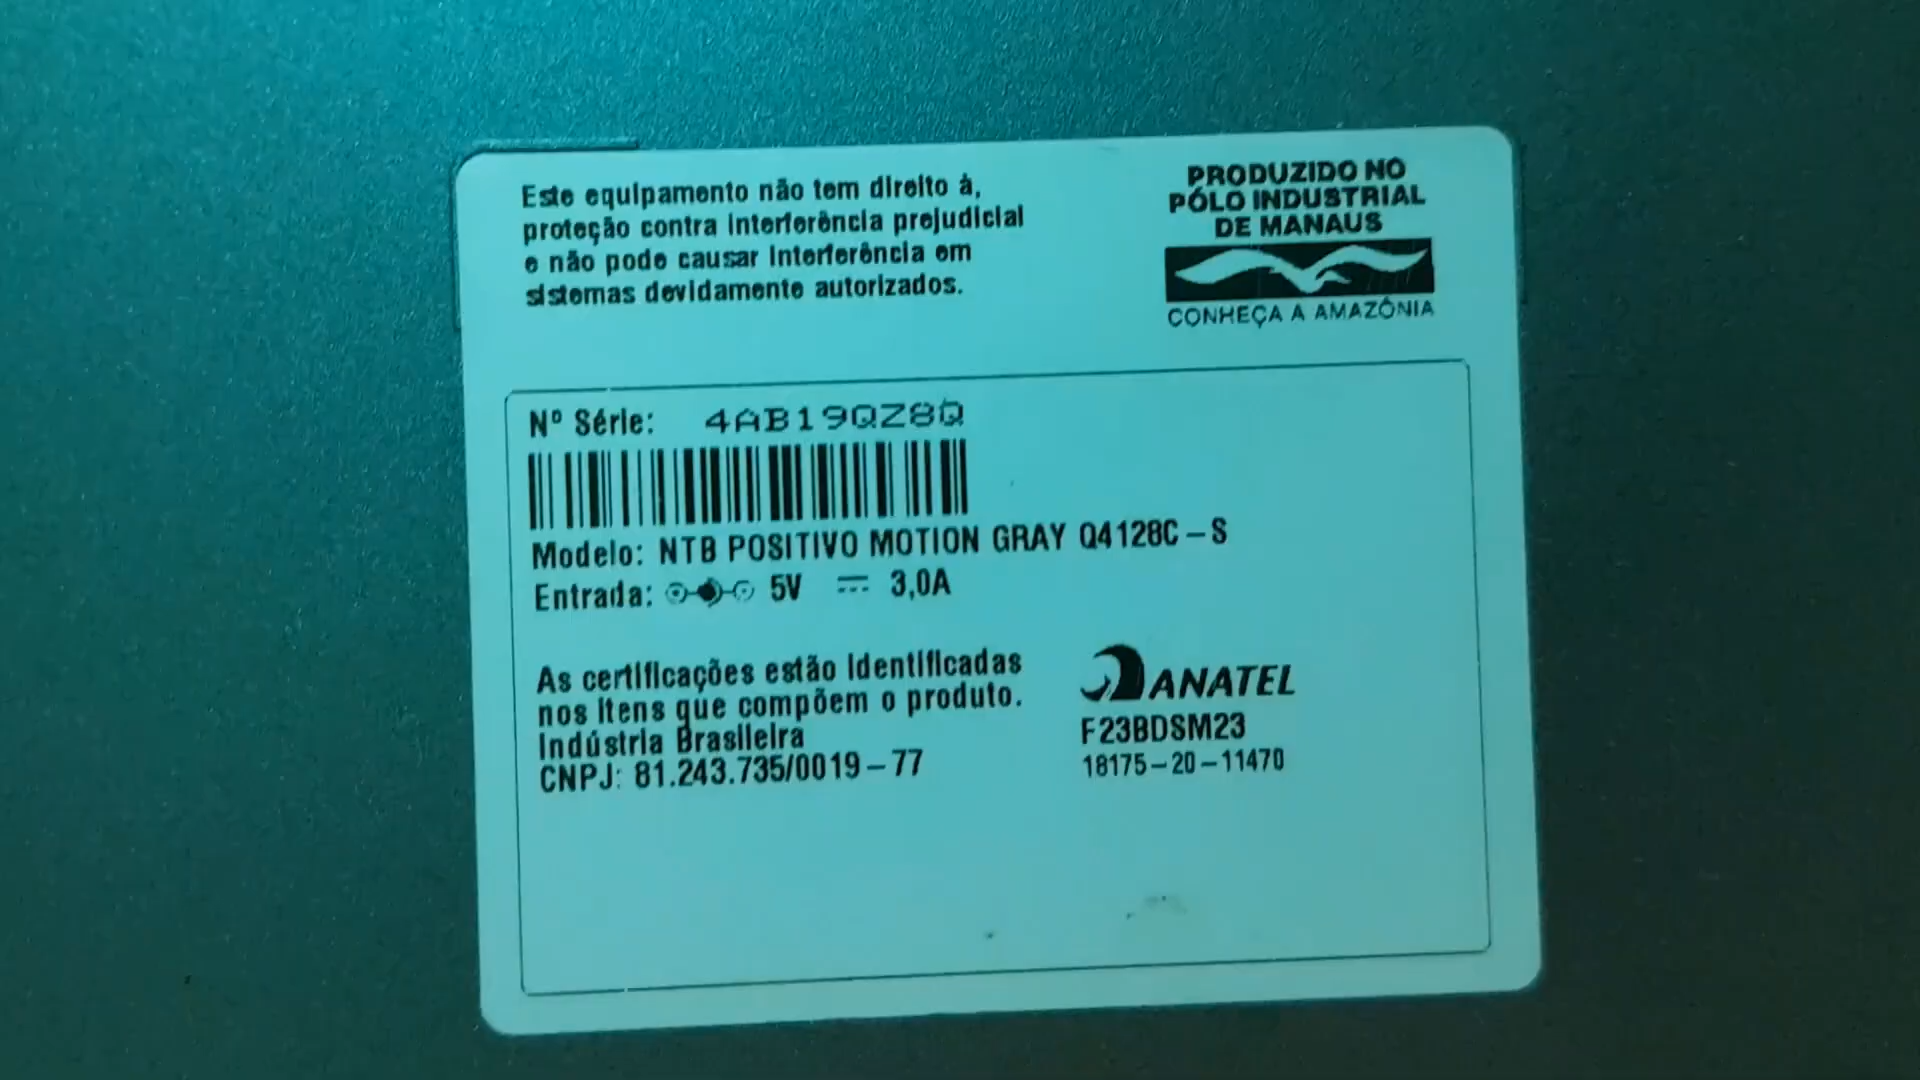 Este equipamento não tem direito à,
proteção contra interferência prejudicial
e não pode causar interferência em
sistemas devidamente autorizados.
PRODUZIDO NO
PÓLO INDUSTRIAL
DE MANAUS
CONHEÇA A AMAZÔNIA
Nº Série: 4AB19QZ8Q
Modelo: NTB POSITIVO MOTION GRAY Q4128C-S
Entrada: 5V 3,0A
As certificações estão identificadas
nos itens que compõem o produto.
Indústria Brasileira
CNPJ: 81.243.735/0019-77
ANATEL
F23BDSM23
18175-20-11470